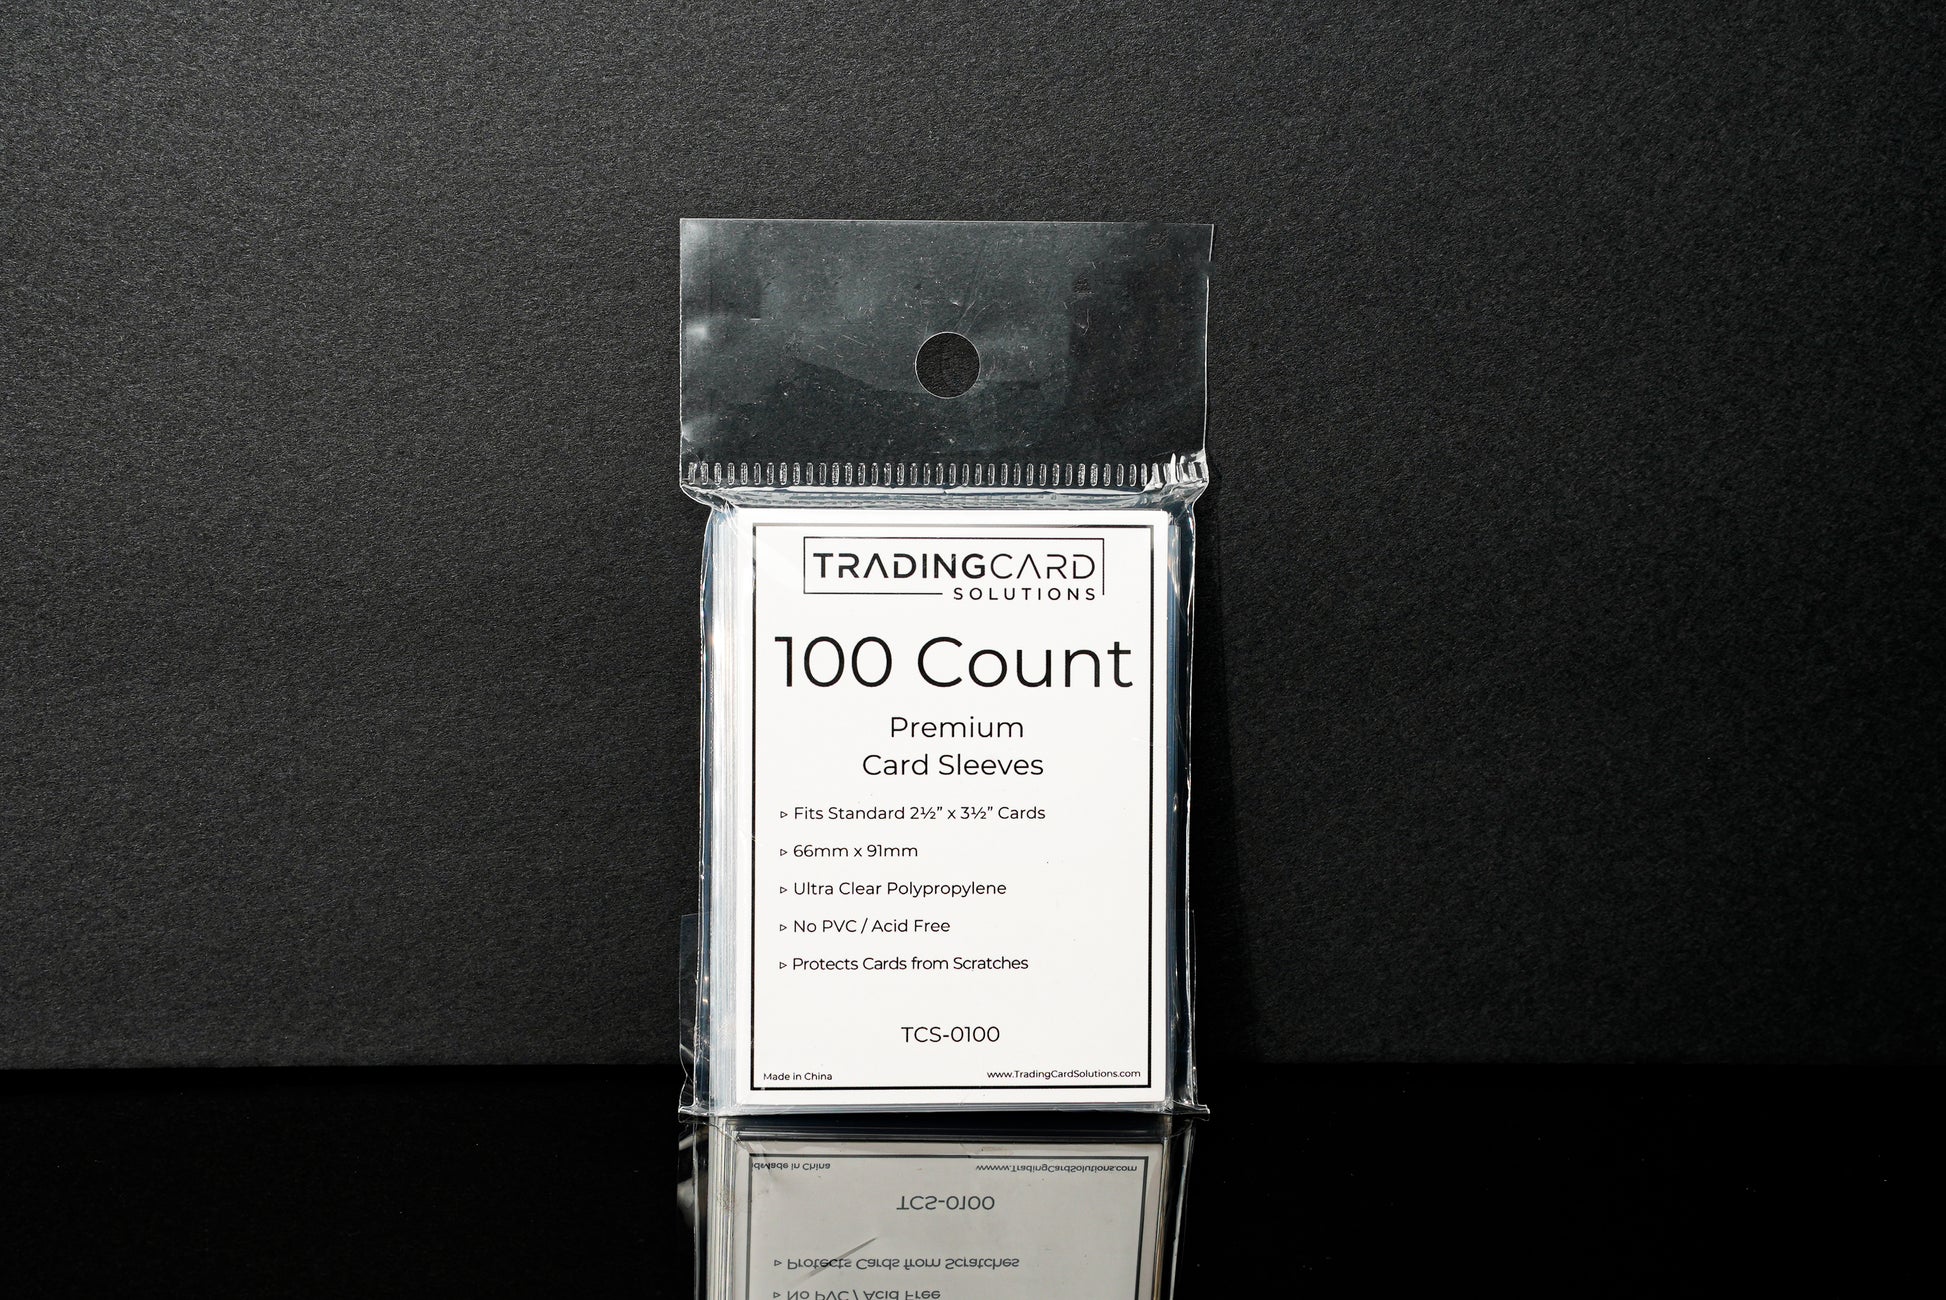 TRADINGCARD
SOLUTIONS
100 Count
Premium
Card Sleeves
▹ Fits Standard 2½” x 3½” Cards
▹ 66mm x 91mm
▹ Ultra Clear Polypropylene
▹ No PVC / Acid Free
▹ Protects Cards from Scratches
TCS-0100
Made in China www.TradingCardSolutions.com